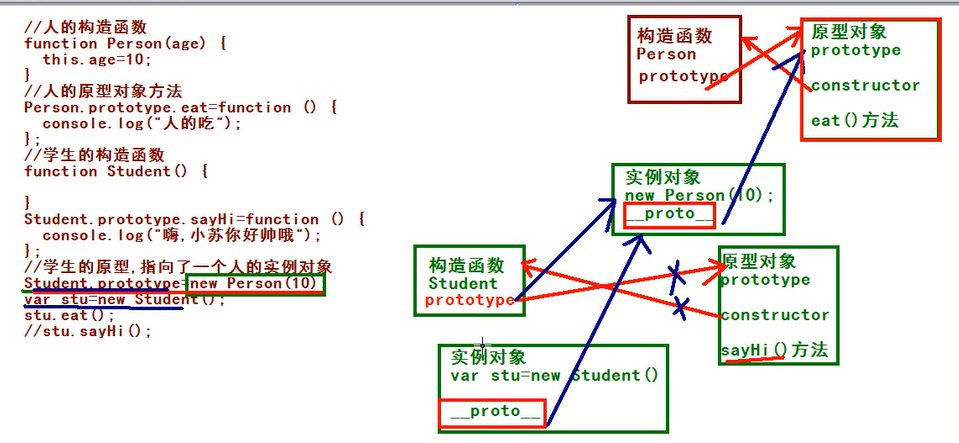 //人的构造函数
function Person(age) {
this.age=10;
}
//人的原型对象方法
Person.prototype.eat=function () {
console.log("人的吃");
};
//学生的构造函数
function Student() {
}
Student.prototype.sayHi=function () {
console.log("嗨,小苏你好帅哦");
};
//学生的原型,指向了一个人的实例对象
Student.prototype=new Person(10)
var stu=new Student();
stu.eat();
//stu.sayHi();
构造函数
Person
prototype
原型对象
prototype
constructor
eat()方法
实例对象
new Person(10);
__proto__
构造函数
Student
prototype
原型对象
prototype
constructor
sayHi()方法
实例对象
var stu=new Student()
__proto__